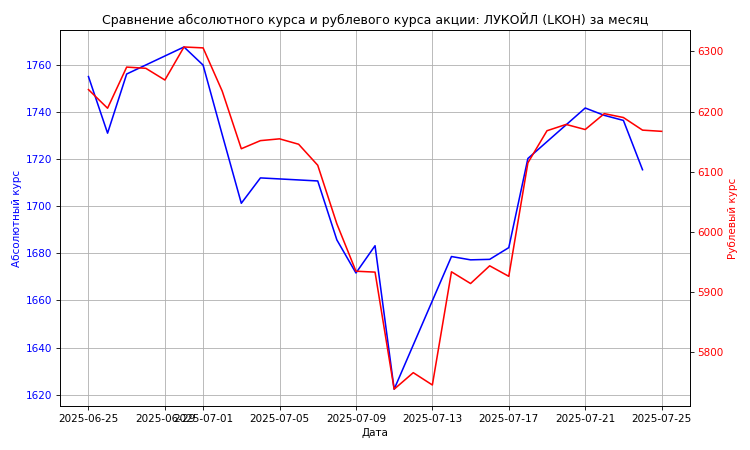 Сравнение абсолютного курса и рублевого курса акции: ЛУКОЙЛ (LKOH) за месяц
Абсолютный курс
1760
1740
1720
1700
1680
1660
1640
1620
6300
6200
6100
6000
5900
5800
Рублевый курс
2025-06-25 2025-06-29 2025-07-01 2025-07-05 2025-07-09 2025-07-13 2025-07-17 2025-07-21 2025-07-25
Дата